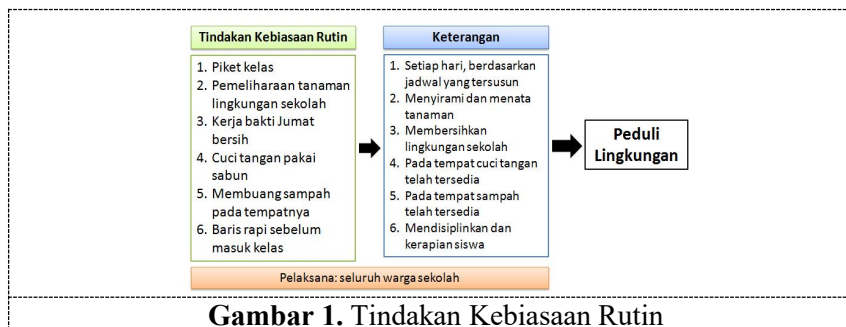 Tindakan Kebiasaan Rutin
1. Piket kelas
2. Pemeliharaan tanaman
lingkungan sekolah
3. Kerja bakti Jumat
bersih
4. Cuci tangan pakai
sabun
5. Membuang sampah
pada tempatnya
6. Baris rapi sebelum
masuk kelas
Keterangan
1. Setiap hari, berdasarkan
jadwal yang tersusun
2. Menyirami dan menata
tanaman
3. Membersihkan
lingkungan sekolah
4. Pada tempat cuci tangan
telah tersedia
5. Pada tempat sampah
telah tersedia
6. Mendisiplinkan dan
kerapian siswa
Peduli
Lingkungan
Pelaksana: seluruh warga sekolah
Gambar 1. Tindakan Kebiasaan Rutin